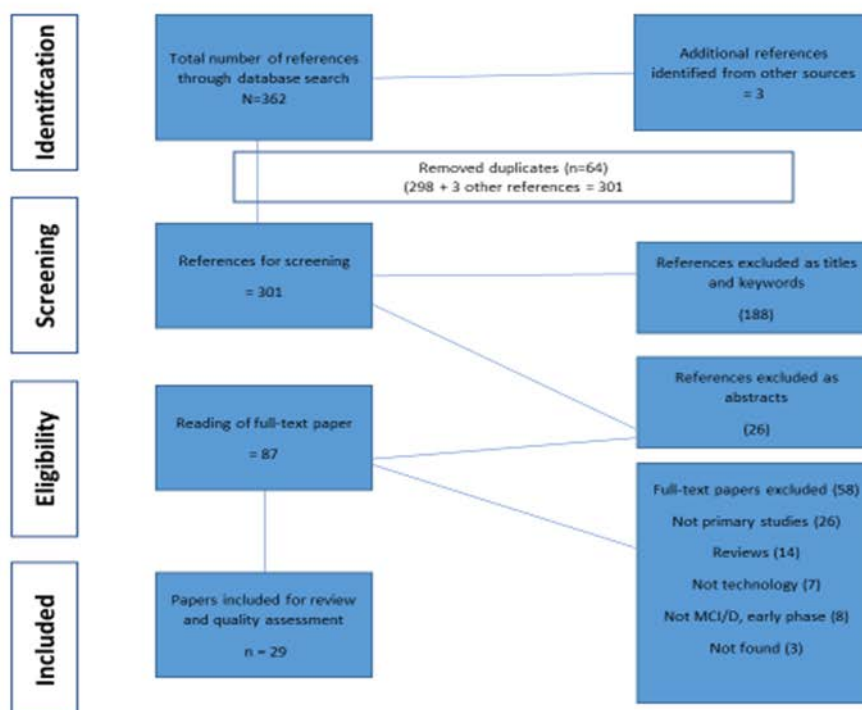 Identifcation
Total number of references
through database search
N=362
Additional references
identified from other sources
= 3
Removed duplicates (n=64)
(298 + 3 other references = 301
Screening
References for screening
= 301
References excluded as titles
and keywords
(188)
References excluded as
abstracts
(26)
Eligibility
Reading of full-text paper
= 87
Full-text papers excluded (58)
Not primary studies (26)
Reviews (14)
Not technology (7)
Not MCI/D, early phase (8)
Not found (3)
Included
Papers included for review
and quality assessment
n = 29